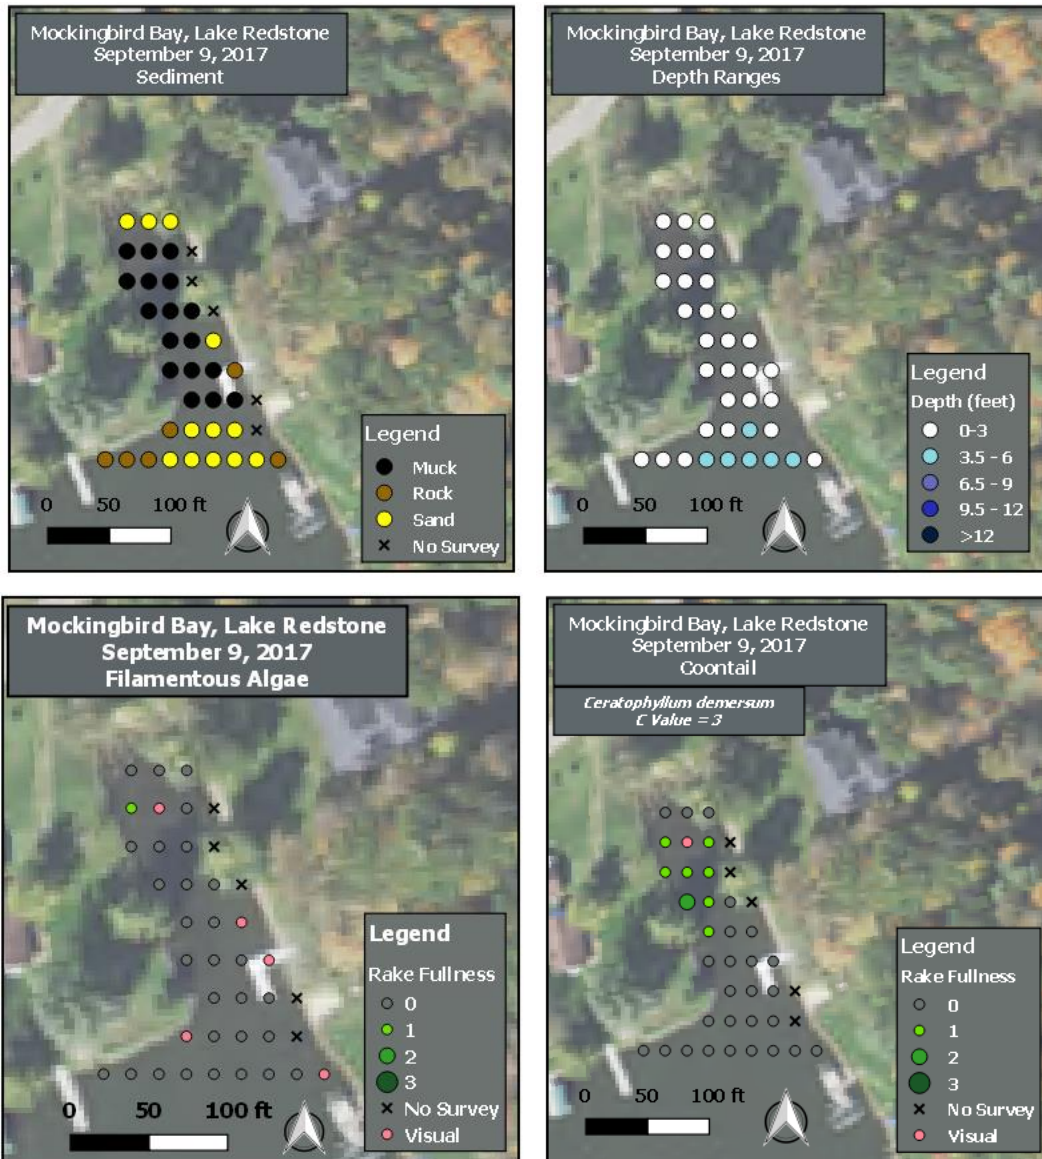 Mockingbird Bay, Lake Redstone
September 9, 2017
Sediment
Legend
Muck
Rock
Sand
No Survey
0 50 100 ft
Mockingbird Bay, Lake Redstone
September 9, 2017
Depth Ranges
Legend
Depth (feet)
0-3
3.5 - 6
6.5 - 9
9.5 - 12
>12
0 50 100 ft
Mockingbird Bay, Lake Redstone
September 9, 2017
Filamentous Algae
Legend
Rake Fullness
0
1
2
3
No Survey
Visual
0 50 100 ft
Mockingbird Bay, Lake Redstone
September 9, 2017
Coontail
Ceratophyllum demersum
C Value = 3
Legend
Rake Fullness
0
1
2
3
No Survey
Visual
0 50 100 ft